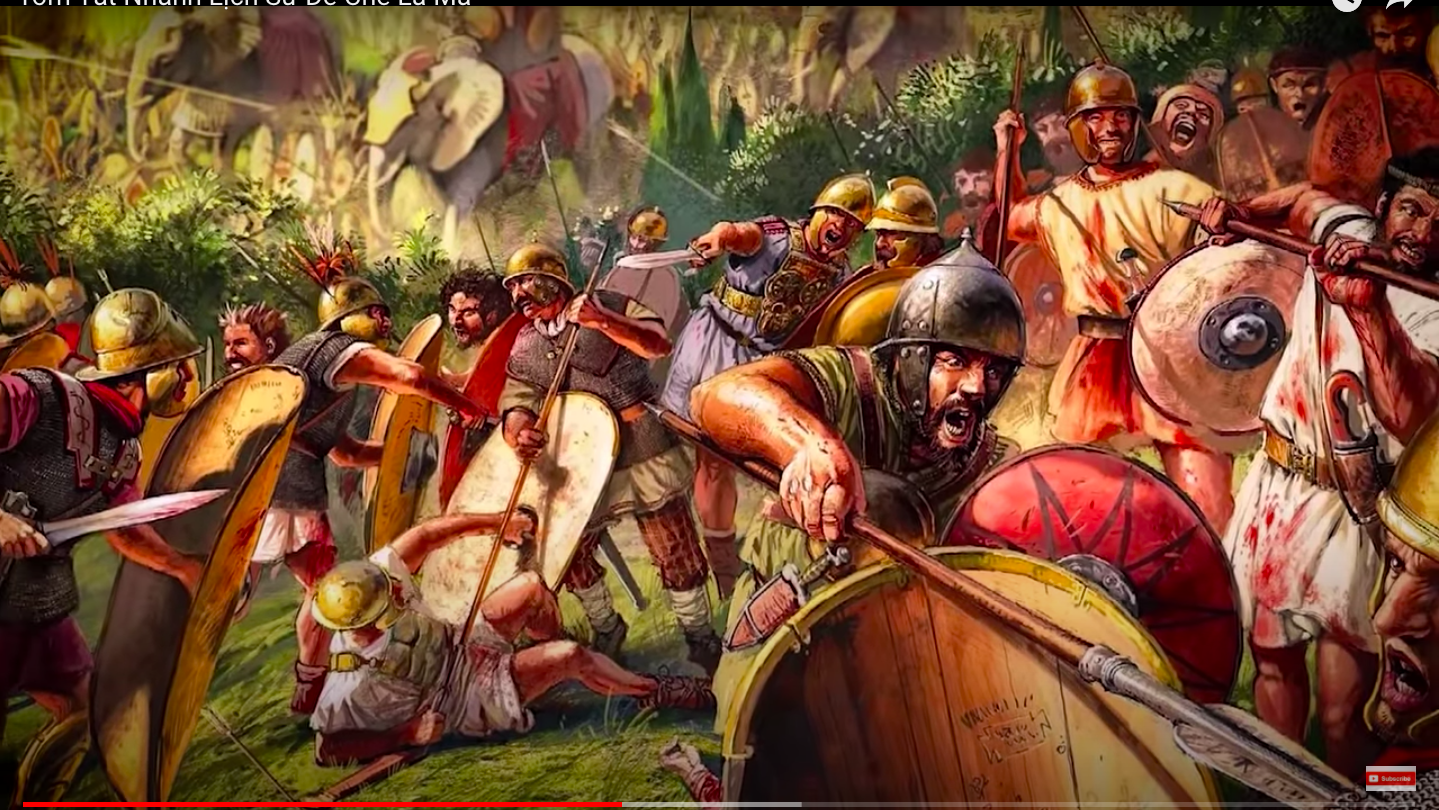 Tóm Tắt Nhanh Lịch Sử Đế Chế La Mã
Subscribe